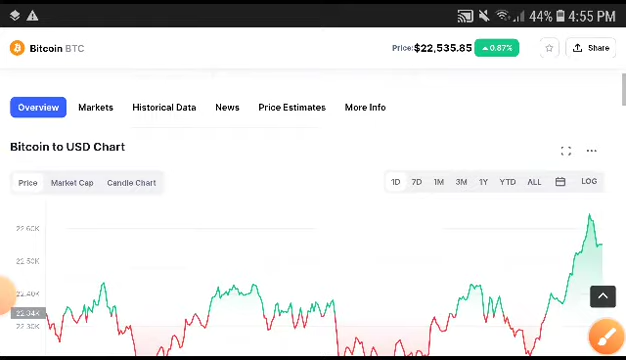 44% 4:55 PM
Bitcoin BTC Price:$22,535.85 0.87% Share
Overview Markets Historical Data News Price Estimates More Info
Bitcoin to USD Chart
Price Market Cap Candle Chart 1D 7D 1M 3M 1Y YTD ALL LOG
22.60K
22.50K
22.40K
22.34K
22.30K